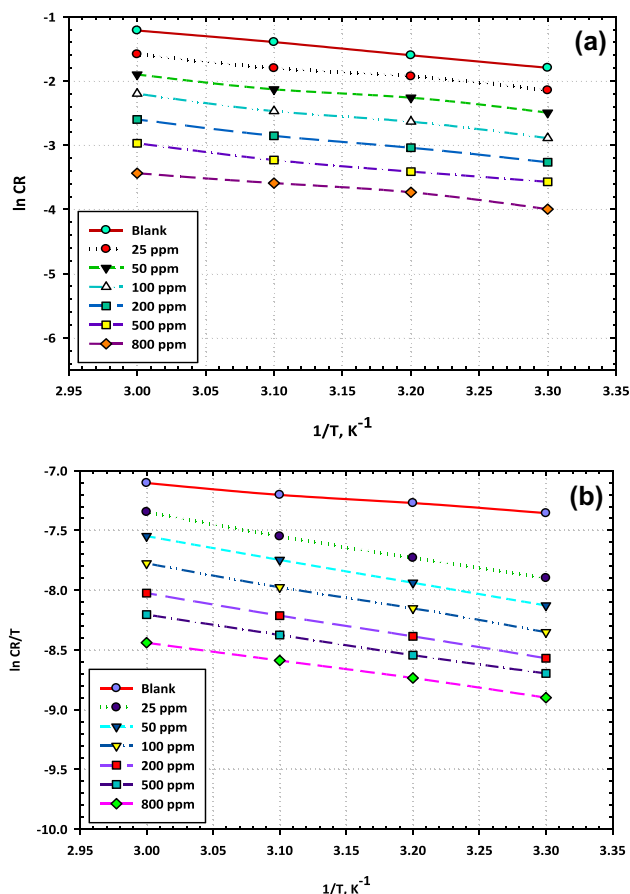 (a)
-1
-2
-3
-4
-5
-6
ln CR
Blank
25 ppm
50 ppm
100 ppm
200 ppm
500 ppm
800 ppm
2.95 3.00 3.05 3.10 3.15 3.20 3.25 3.30 3.35
1/T, K-1
(b)
-7.0
-7.5
-8.0
-8.5
-9.0
-9.5
-10.0
ln CR/T
Blank
25 ppm
50 ppm
100 ppm
200 ppm
500 ppm
800 ppm
2.95 3.00 3.05 3.10 3.15 3.20 3.25 3.30 3.35
1/T, K-1